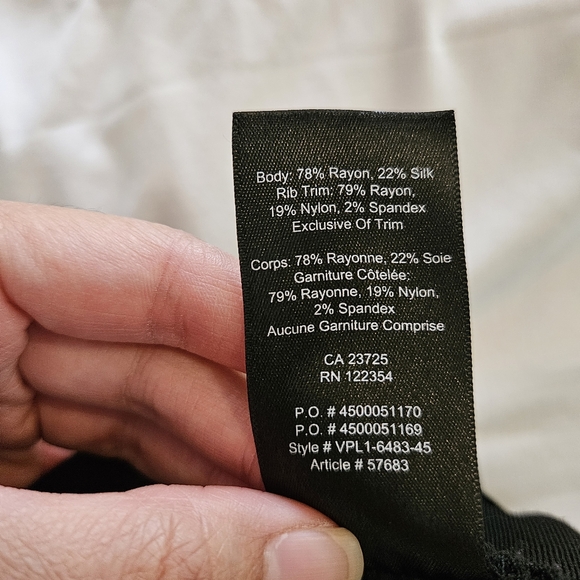 Body: 78% Rayon, 22% Silk
Rib Trim: 79% Rayon,
19% Nylon, 2% Spandex
Exclusive Of Trim
Corps: 78% Rayonne, 22% Soie
Garniture Côtelée:
79% Rayonne, 19% Nylon,
2% Spandex
Aucune Garniture Comprise
CA 23725
RN 122354
P.O. # 4500051170
P.O. # 4500051169
Style # VPL1-6483-45
Article # 57683